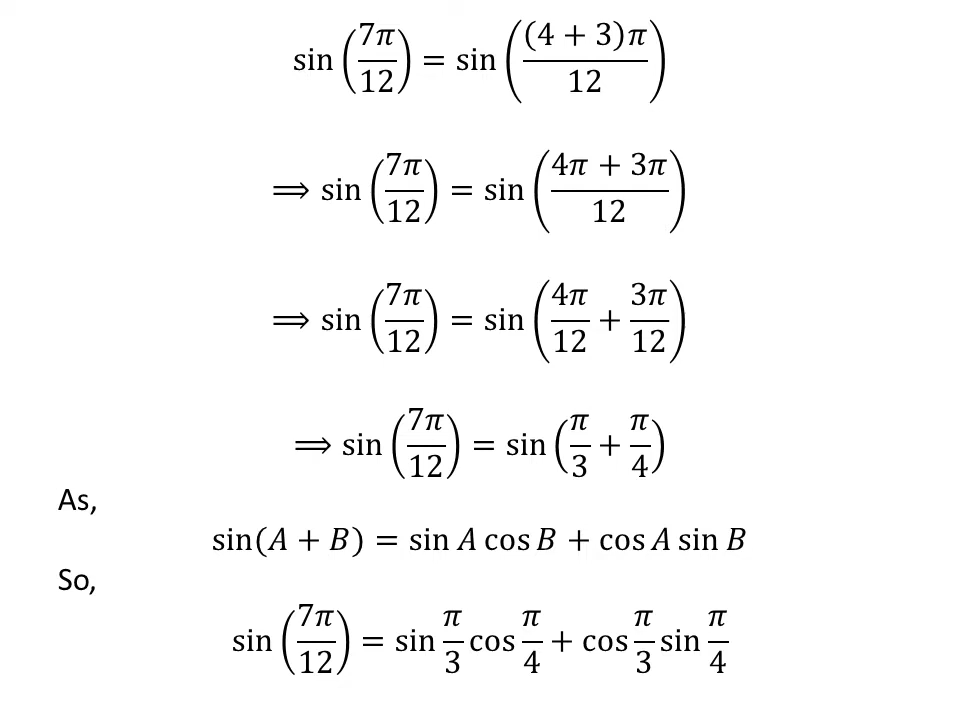 sin (7π/12) = sin ((4 + 3)π/12)
⟹ sin (7π/12) = sin ((4π + 3π)/12)
⟹ sin (7π/12) = sin (4π/12 + 3π/12)
⟹ sin (7π/12) = sin (π/3 + π/4)
As,
sin(A + B) = sin A cos B + cos A sin B
So,
sin (7π/12) = sin π/3 cos π/4 + cos π/3 sin π/4